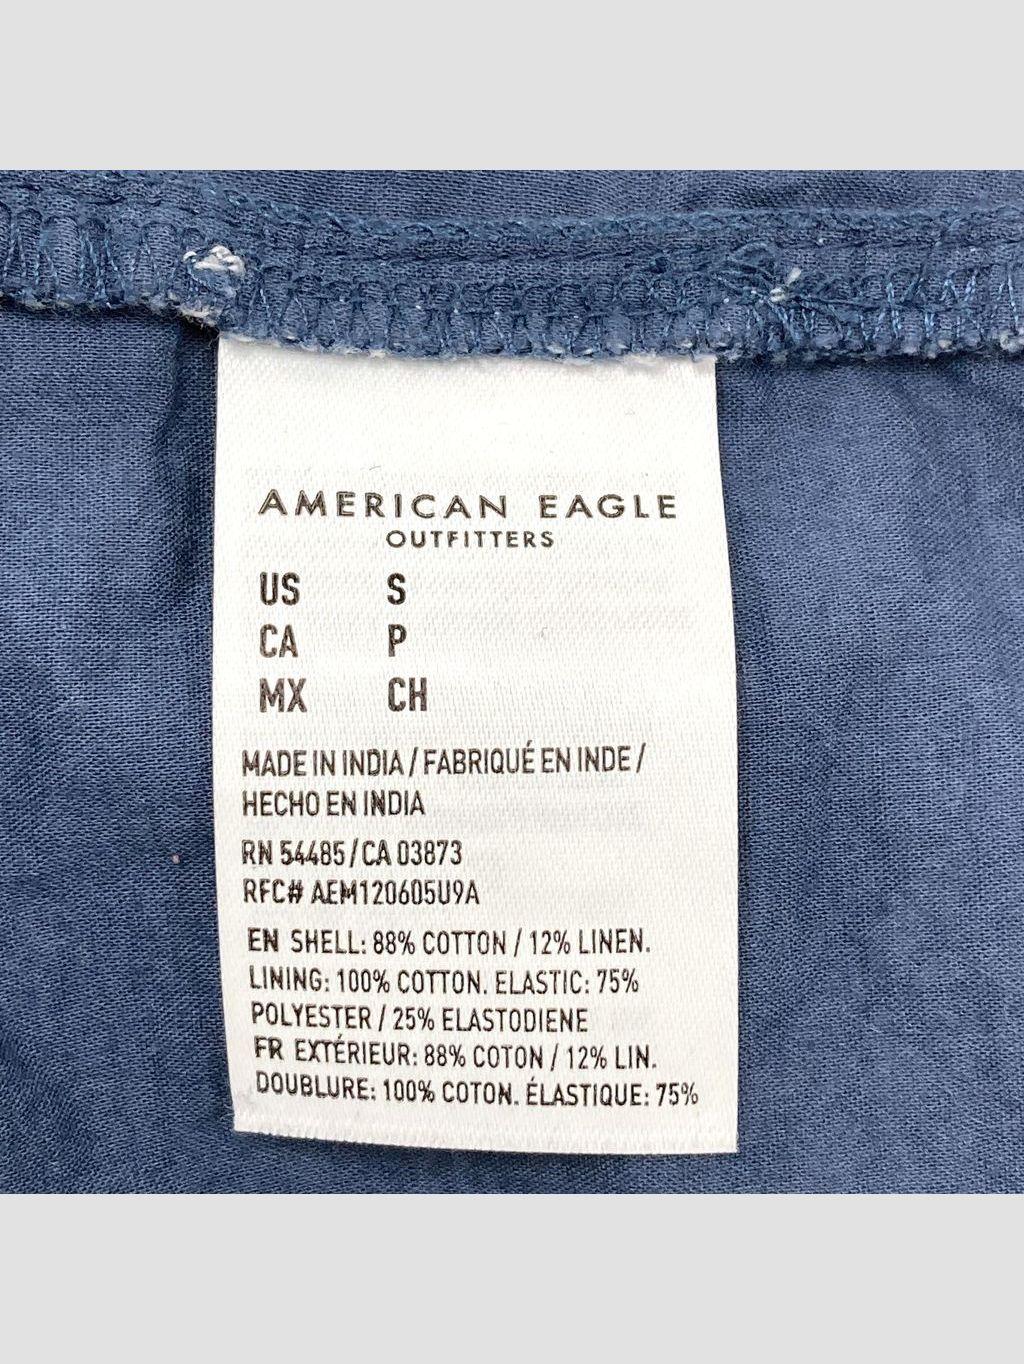 AMERICAN EAGLE
OUTFITTERS
US S
CA P
MX CH
MADE IN INDIA / FABRIQUÉ EN INDE /
HECHO EN INDIA
RN 54485 / CA 03873
RFC# AEM120605U9A
EN SHELL: 88% COTTON / 12% LINEN.
LINING: 100% COTTON. ELASTIC: 75%
POLYESTER / 25% ELASTODIENE
FR EXTÉRIEUR: 88% COTON / 12% LIN.
DOUBLURE: 100% COTON. ÉLASTIQUE: 75%